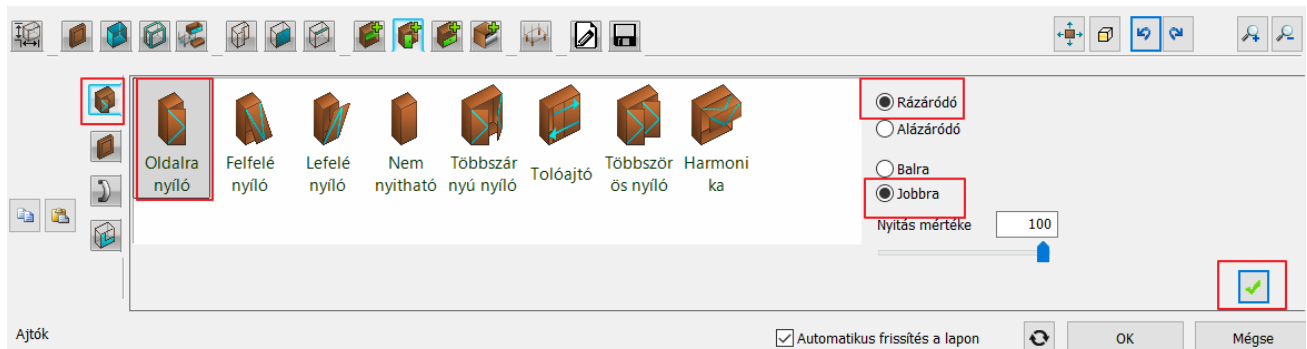 Oldalra
nyíló
Felfelé
nyíló
Lefelé
nyíló
Nem
nyitható
Többszár
nyú nyíló
Tolóajtó
Többször
ös nyíló
Harmoni
ka
Rázáródó
Alázáródó
Balra
Jobbra
Nyitás mértéke 100
Ajtók
Automatikus frissítés a lapon
OK
Mégse